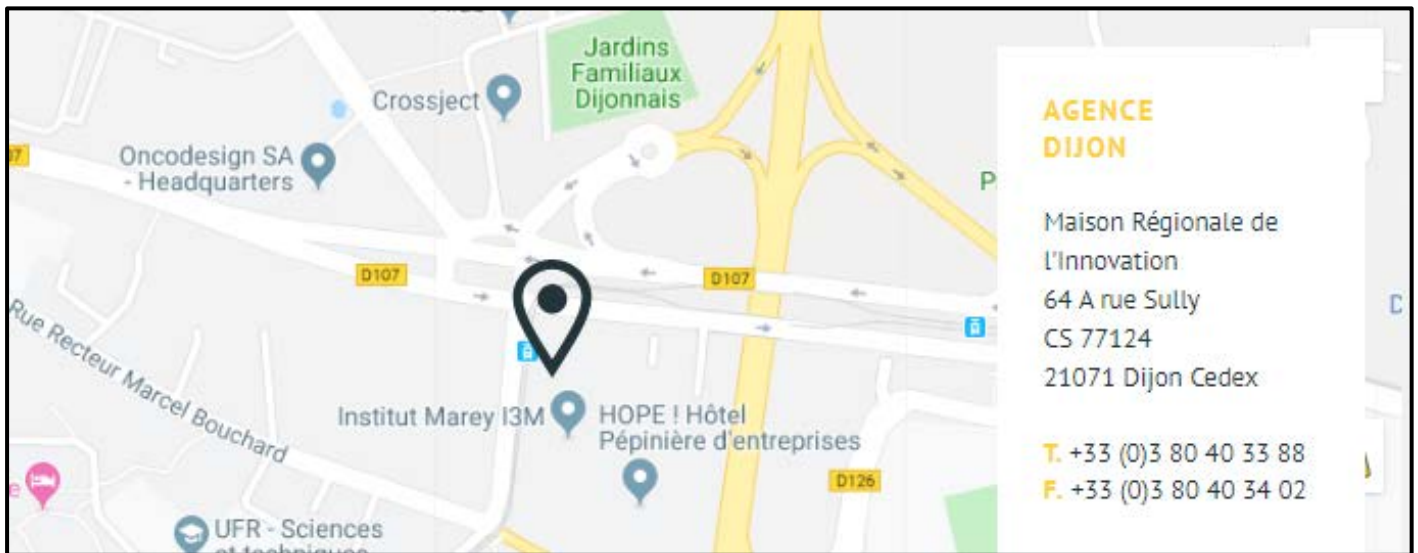 Jardins
Familiaux
Dijonnais
Crossject
Oncodesign SA
- Headquarters
D107
D107
Rue Recteur Marcel Bouchard
Institut Marey I3M
HOPE ! Hôtel
Pépinière d'entreprises
D126
UFR - Sciences
et techniques
AGENCE
DIJON
Maison Régionale de
l'Innovation
64 A rue Sully
CS 77124
21071 Dijon Cedex
T. +33 (0)3 80 40 33 88
F. +33 (0)3 80 40 34 02